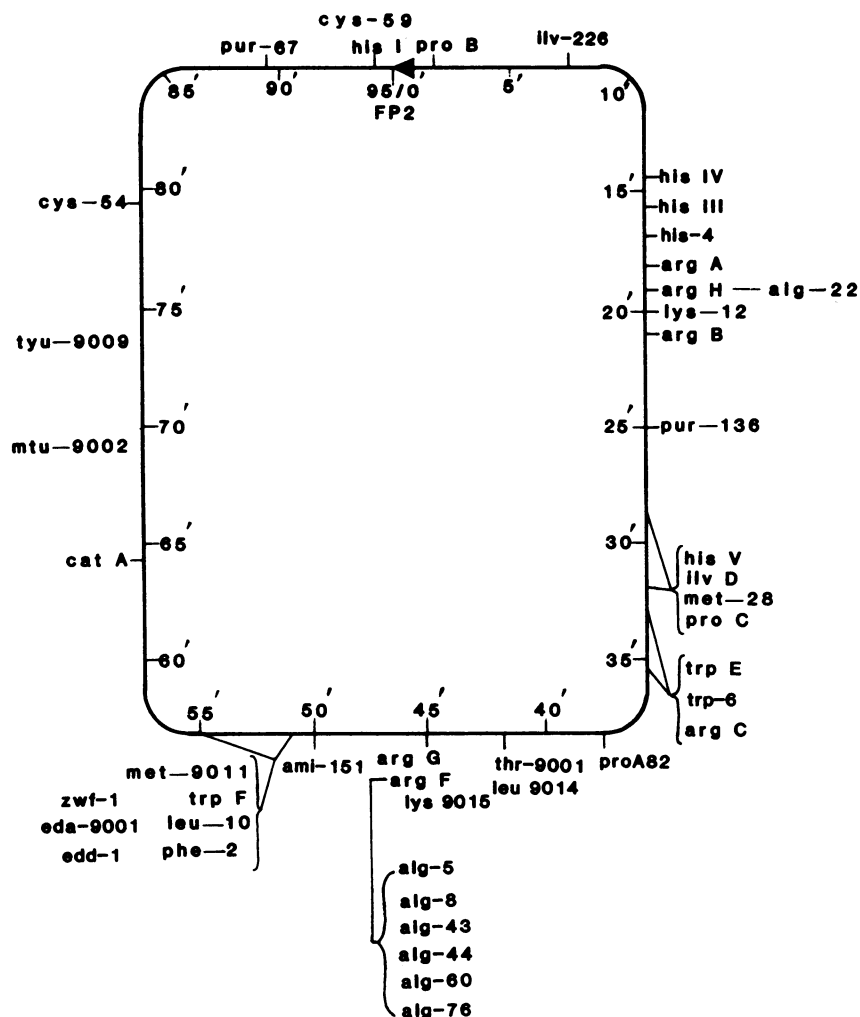 cys-59
pur-67 his I pro B ilv-226
85' 90' 95/0' 5' 10'
FP2
80' 15' his IV
cys-54 his III
his-4
arg A
75' arg H — alg-22
20' lys-12
tyu-9009 arg B
70' 25' pur-136
mtu-9002
65' 30'
cat A his V
ilv D
met-28
pro C
60' 35' trp E
trp-6
55' 50' 45' 40' arg C
met-9011 ami-151 arg G thr-9001 proA82
zwf-1 trp F arg F leu 9014
eda-9001 leu-10 lys 9015
edd-1 phe-2
alg-5
alg-8
alg-43
alg-44
alg-60
alg-76